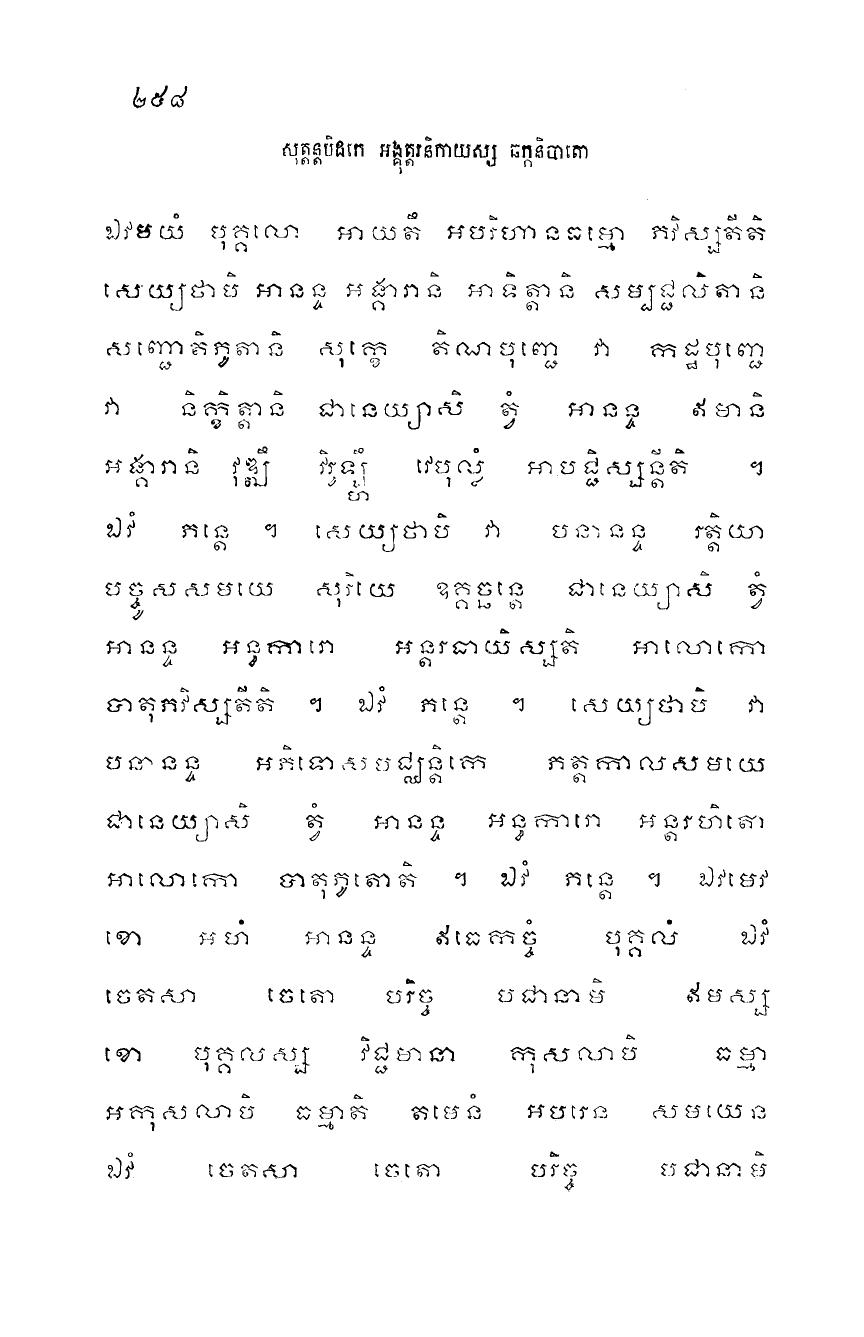 ២៥៨
សុត្តន្តបិដកេ អង្គុត្តរនិកាយស្ស ឆក្កនិបាតោ
ឯវមយំ បុគ្គលោ អាយតឹ អបរិហានធម្មោ ភវិស្សតីតិ
សេយ្យថាបិ អានន្ទ អង្គារានិ អាទិត្តានិ សម្បជ្ជលិតានិ
សញ្ជោតិភូតានិ សុក្ខេ តិណបុញ្ជេ វា កដ្ឋបុញ្ជេ
វា និក្ខិត្តានិ ជានេយ្យាសិ ត្វំ អានន្ទ ឥមានិ
អង្គារានិ វុឌ្ឍឹ វិរូឡ្ហឹ វេបុល្លំ អាបជ្ជិស្សន្តីតិ ។
ឯវំ ភន្តេ ។ សេយ្យថាបិ វា បនានន្ទ រត្តិយា
បច្ចូសសមយេ សុរិយេ ឧក្កច្ឆន្តេ ជានេយ្យាសិ ត្វំ
អានន្ទ អន្ធការោ អន្តរធាយិស្សតិ អាលោកោ
បាតុភវិស្សតីតិ ។ ឯវំ ភន្តេ ។ សេយ្យថាបិ វា
បនានន្ទ អភិទោសបជ្ឈន្តិកេ ភត្តកាលសមយេ
ជានេយ្យាសិ ត្វំ អានន្ទ អន្ធការោ អន្តរហិតោ
អាលោកោ បាតុភូតោតិ ។ ឯវំ ភន្តេ ។ ឯវមេវ
ខោ អហំ អានន្ទ ឥធេកច្ចំ បុគ្គលំ ឯវំ
ចេតសា ចេតោ បរិច្ច បជានាមិ ឥមស្ស
ខោ បុគ្គលស្ស វិជ្ជមានា កុសលាបិ ធម្មា
អកុសលាបិ ធម្មាតិ តមេនំ អបរេន សមយេន
ឯវំ ចេតសា ចេតោ បរិច្ច បជានាមិ